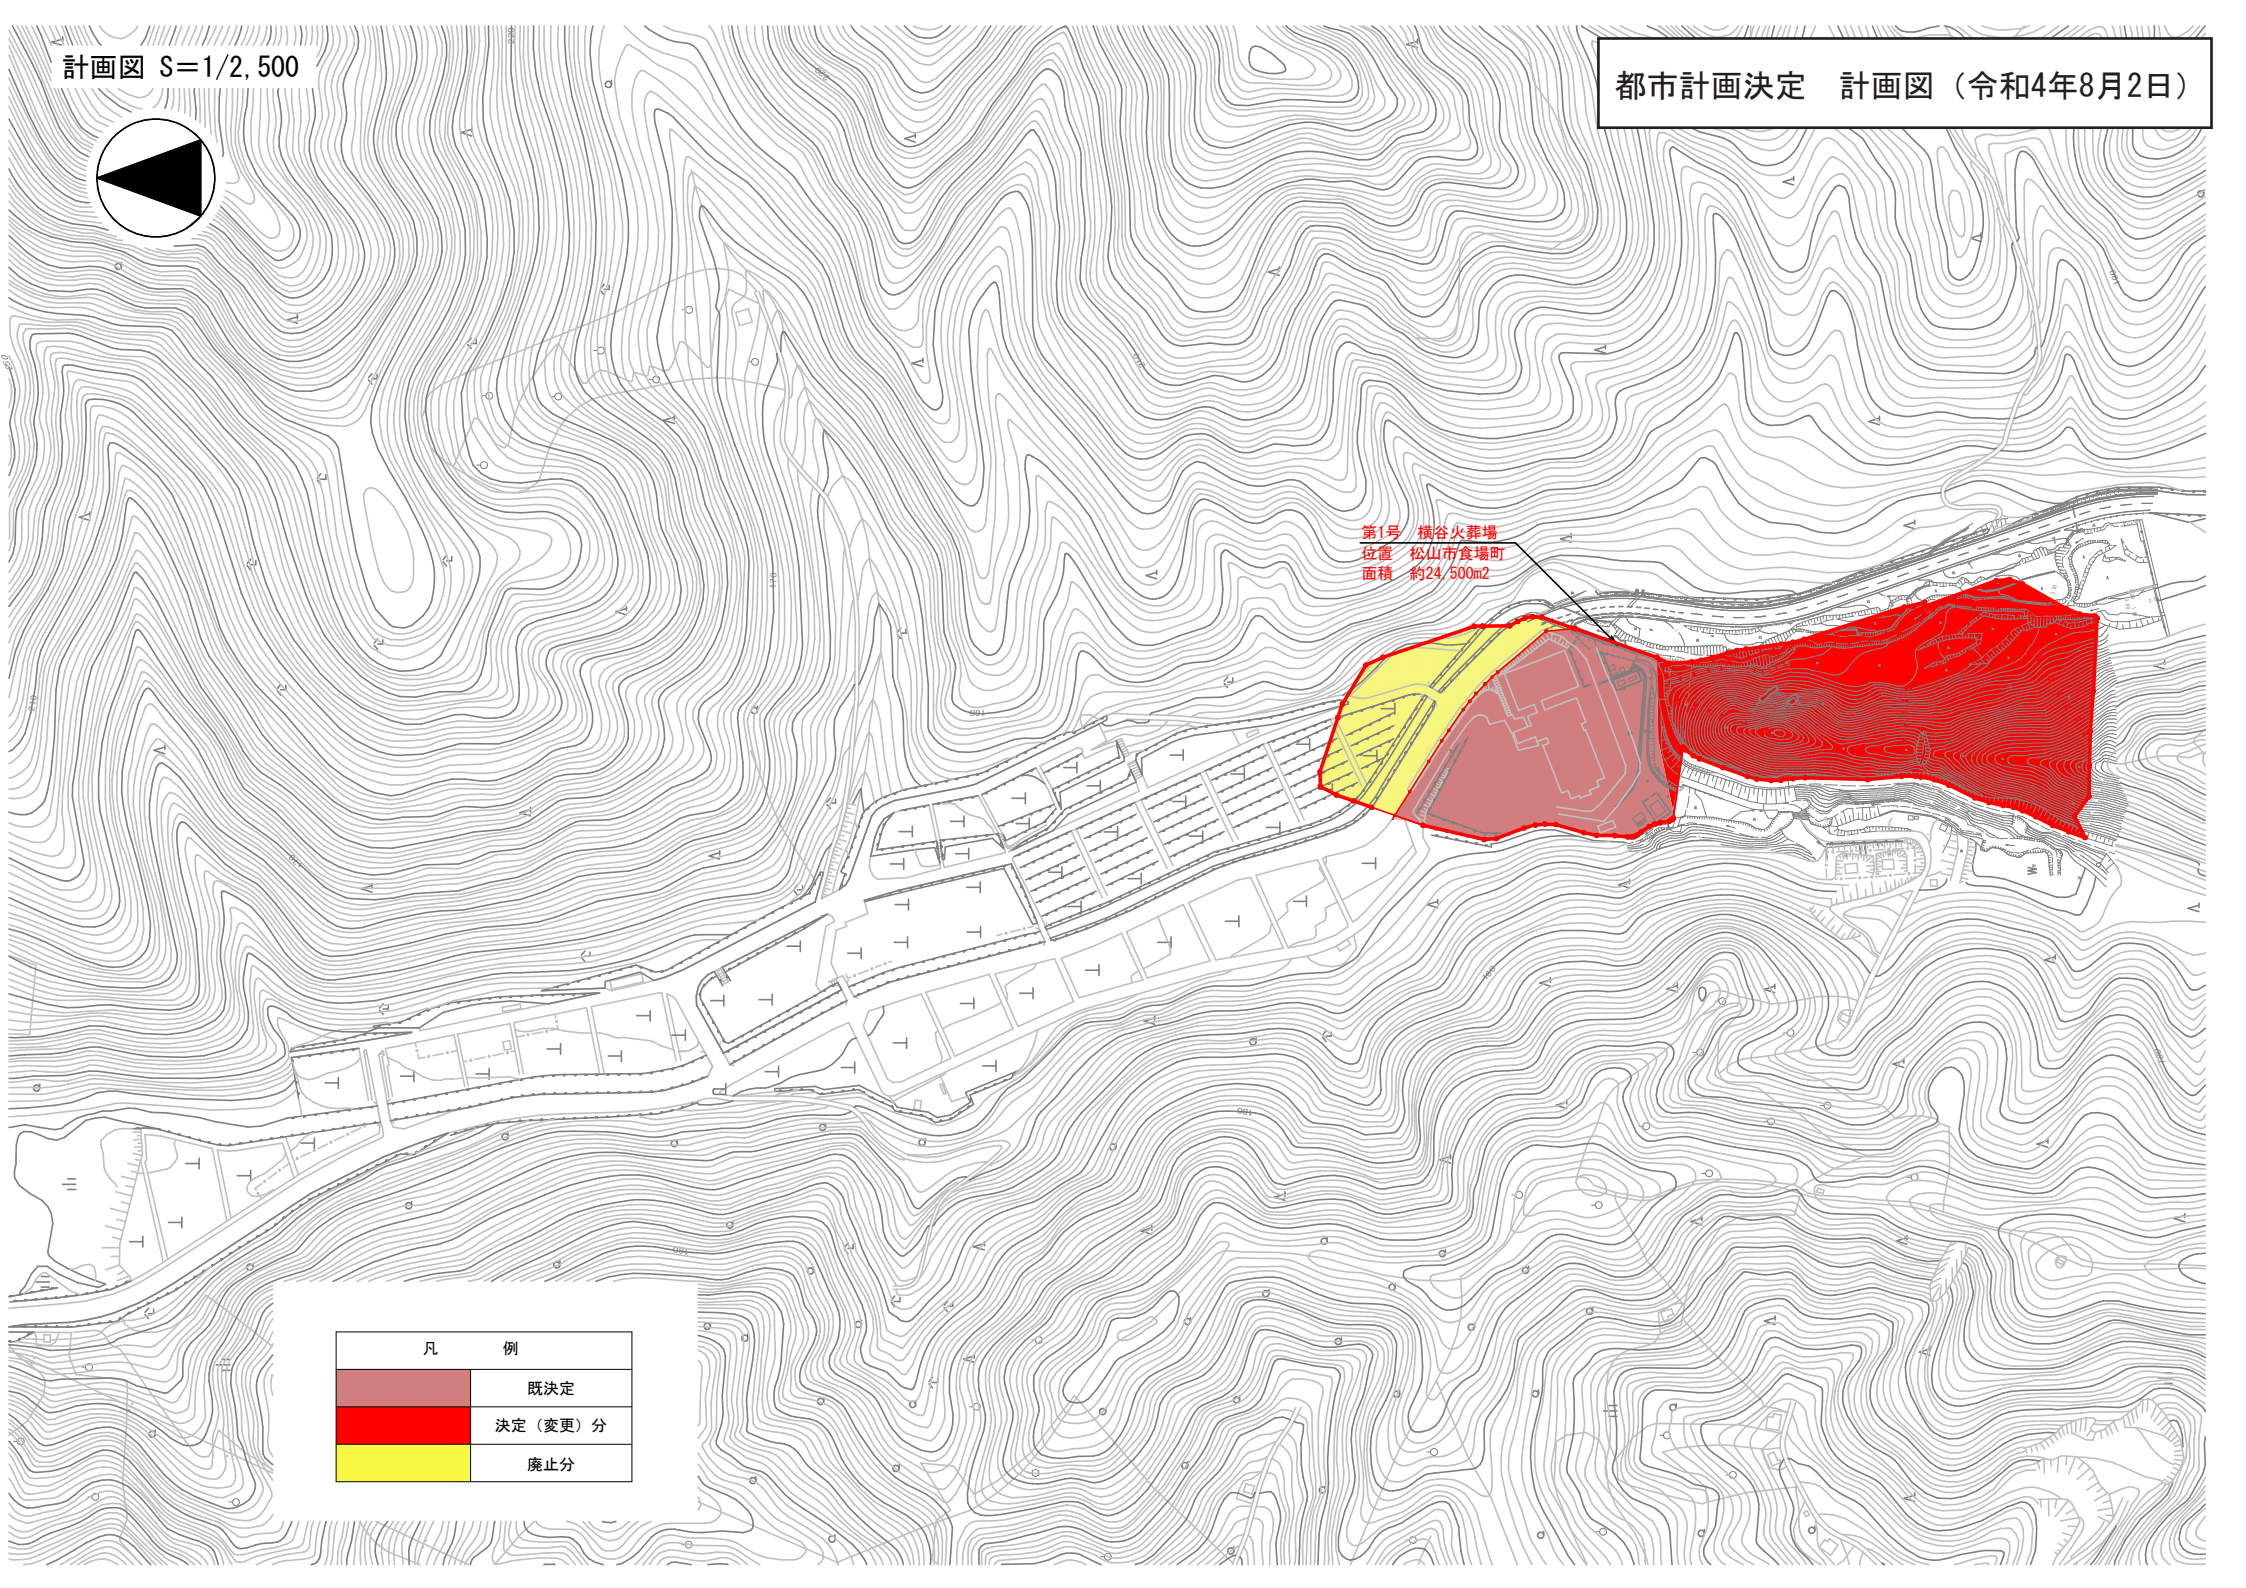 計画図 S=1/2,500
都市計画決定　計画図（令和4年8月2日）
第1号　横谷火葬場
位置　松山市食場町
面積　約24,500m2
凡　例
既決定
決定（変更）分
廃止分